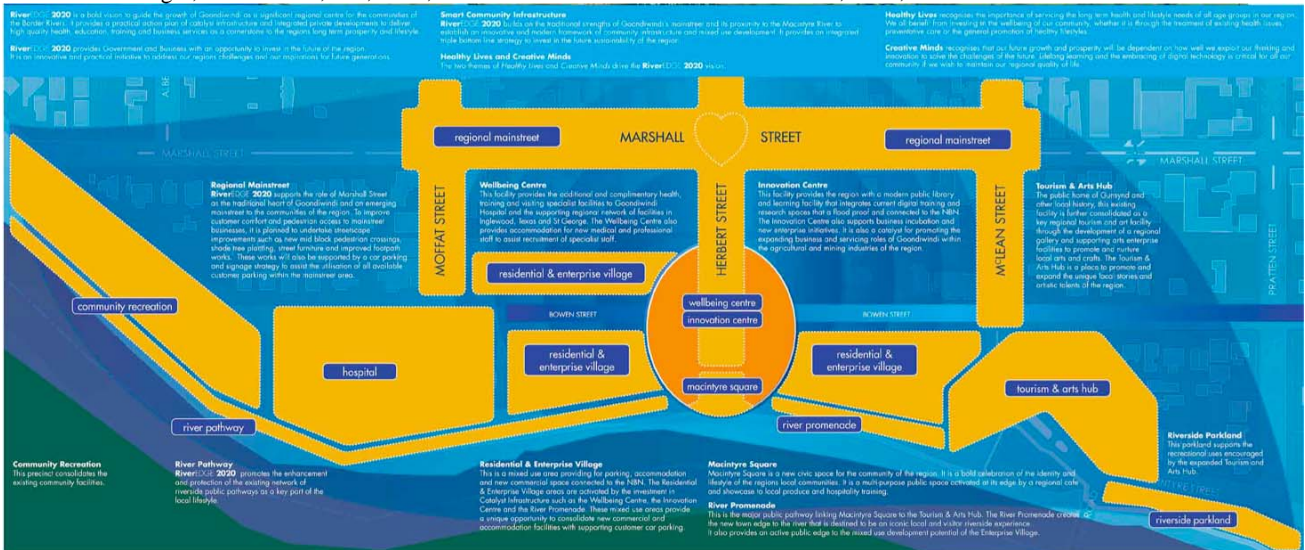 RiverEDGE 2020 is a bold vision to guide the growth of Goondiwindi as a significant regional centre for the communities of
the Border Rivers. It provides a practical action plan of catalyst infrastructure and integrated private developments to deliver
high quality health, education, training and business services as a cornerstone to the regions long term prosperity and lifestyle.
RiverEDGE 2020 provides Government and Business with an opportunity to invest in the future of the region.
It is an innovative and practical initiative to address our regions challenges and our aspirations for future generations.
Smart Community Infrastructure
RiverEDGE 2020 builds on the traditional strengths of Goondiwindi's mainstreet and its proximity to the Macintyre River to
establish an innovative and modern framework of community infrastructure and mixed use development. It provides an integrated
triple bottom line strategy to invest in the future sustainability of the region.
Healthy Lives and Creative Minds
The two themes of Healthy Lives and Creative Minds drive the RiverEDGE 2020 vision.
Healthy Lives recognises the importance of servicing the long term health and lifestyle needs of all age groups in our region.
We all benefit from investing in the wellbeing of our community, whether it is through the treatment of existing health issues,
preventative care or the general promotion of healthy lifestyles.
Creative Minds recognises that our future growth and prosperity will be dependent on how well we exploit our thinking and
innovation to solve the challenges of the future. Lifelong learning and the embracing of digital technology is critical for all our
community if we wish to maintain our regional quality of life.
regional mainstreet
MARSHALL STREET
regional mainstreet
MARSHALL STREET
MARSHALL STREET
MOFFAT STREET
HERBERT STREET
McLEAN STREET
PRATTEN STREET
Regional Mainstreet
RiverEDGE 2020 supports the role of Marshall Street
as the traditional heart of Goondiwindi and an emerging
mainstreet to the communities of the region. To improve
customer comfort and pedestrian access to mainstreet
businesses, it is planned to undertake streetscape
improvements such as new mid block pedestrian crossings,
shade tree planting, street furniture and improved footpath
works. These works will also be supported by a car parking
and signage strategy to assist the utilisation of all available
customer parking within the mainstreet area.
Wellbeing Centre
This facility provides the additional and complimentary health,
training and visiting specialist facilities to Goondiwindi
Hospital and the supporting regional network of facilities in
Inglewood, Texas and St George. The Wellbeing Centre also
provides accommodation for new medical and professional
staff to assist recruitment of specialist staff.
Innovation Centre
This facility provides the region with a modern public library
and learning facility that integrates current digital training and
research spaces that is flood proof and connected to the NBN.
The Innovation Centre also supports business incubation and
new enterprise initiatives. It is also a catalyst for promoting the
expanding business and servicing roles of Goondiwindi within
the agricultural and mining industries of the region.
Tourism & Arts Hub
The public home of Gunsynd and
other local history, this existing
facility is further consolidated as a
key regional tourism and art facility
through the development of a regional
gallery and supporting arts enterprise
facilities to promote and nurture
local arts and crafts. The Tourism &
Arts Hub is a place to promote and
expand the unique local stories and
artistic talents of the region.
residential & enterprise village
community recreation
wellbeing centre
innovation centre
BOWEN STREET
BOWEN STREET
residential &
enterprise village
residential &
enterprise village
hospital
macintyre square
tourism & arts hub
river pathway
river promenade
Community Recreation
This precinct consolidates the
existing community facilities.
River Pathway
RiverEDGE 2020 promotes the enhancement
and protection of the existing network of
riverside public pathways as a key part of the
local lifestyle.
Residential & Enterprise Village
This is a mixed use area providing for parking, accommodation
and new commercial space connected to the NBN. The Residential
& Enterprise Village areas are activated by the investment in
Catalyst Infrastructure such as the Wellbeing Centre, the Innovation
Centre and the River Promenade. These mixed use areas provide
a unique opportunity to consolidate new commercial and
accommodation facilities with supporting customer car parking.
Macintyre Square
Macintyre Square is a new civic space for the community of the region. It is a bold celebration of the identity and
lifestyle of the regions local communities. It is a multi-purpose public space activated at its edge by a regional cafe
and showcase to local produce and hospitality training.
River Promenade
This is the major public pathway linking Macintyre Square to the Tourism & Arts Hub. The River Promenade creates
the new town edge to the river that is destined to be an iconic local and visitor riverside experience.
It also provides an active public edge to the mixed use development potential of the Enterprise Village.
Riverside Parkland
This parkland supports the
recreational uses encouraged
by the expanded Tourism and
Arts Hub.
riverside parkland